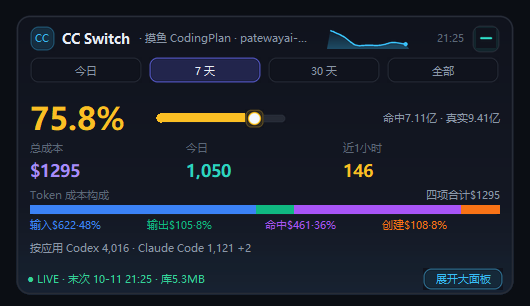 CC CC Switch · 摸鱼 CodingPlan · patewayai-... 21:25
今日 7 天 30 天 全部
75.8% 命中7.11亿 · 真实9.41亿
总成本 今日 近1小时
$1295 1,050 146
Token 成本构成 四项合计$1295
输入$622·48% 输出$105·8% 命中$461·36% 创建$108·8%
按应用 Codex 4,016 · Claude Code 1,121 +2
LIVE · 末次 10-11 21:25 · 库5.3MB 展开大面板